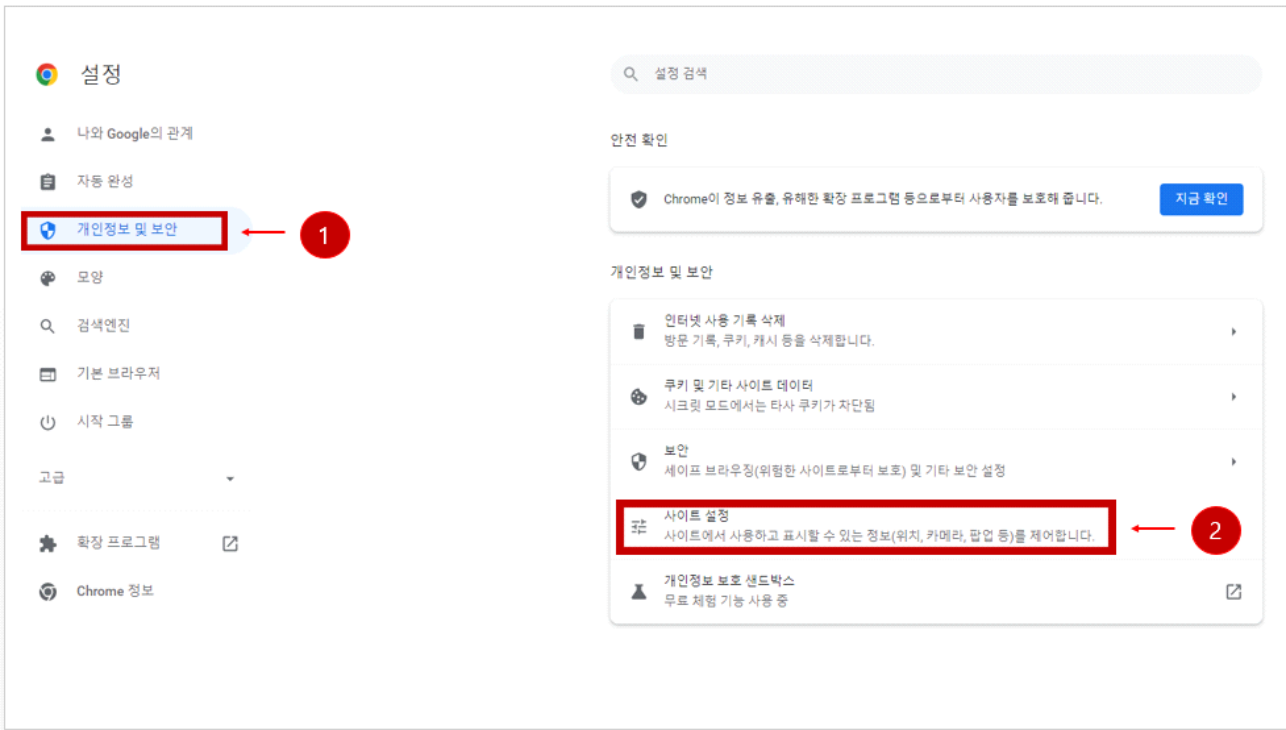 설정
설정 검색
나와 Google의 관계
자동 완성
개인정보 및 보안
1
모양
검색엔진
기본 브라우저
시작 그룹
고급
확장 프로그램
Chrome 정보
안전 확인
Chrome이 정보 유출, 유해한 확장 프로그램 등으로부터 사용자를 보호해 줍니다.
지금 확인
개인정보 및 보안
인터넷 사용 기록 삭제
방문 기록, 쿠키, 캐시 등을 삭제합니다.
쿠키 및 기타 사이트 데이터
시크릿 모드에서는 타사 쿠키가 차단됨
보안
세이프 브라우징(위험한 사이트로부터 보호) 및 기타 보안 설정
사이트 설정
사이트에서 사용하고 표시할 수 있는 정보(위치, 카메라, 팝업 등)를 제어합니다.
2
개인정보 보호 샌드박스
무료 체험 기능 사용 중